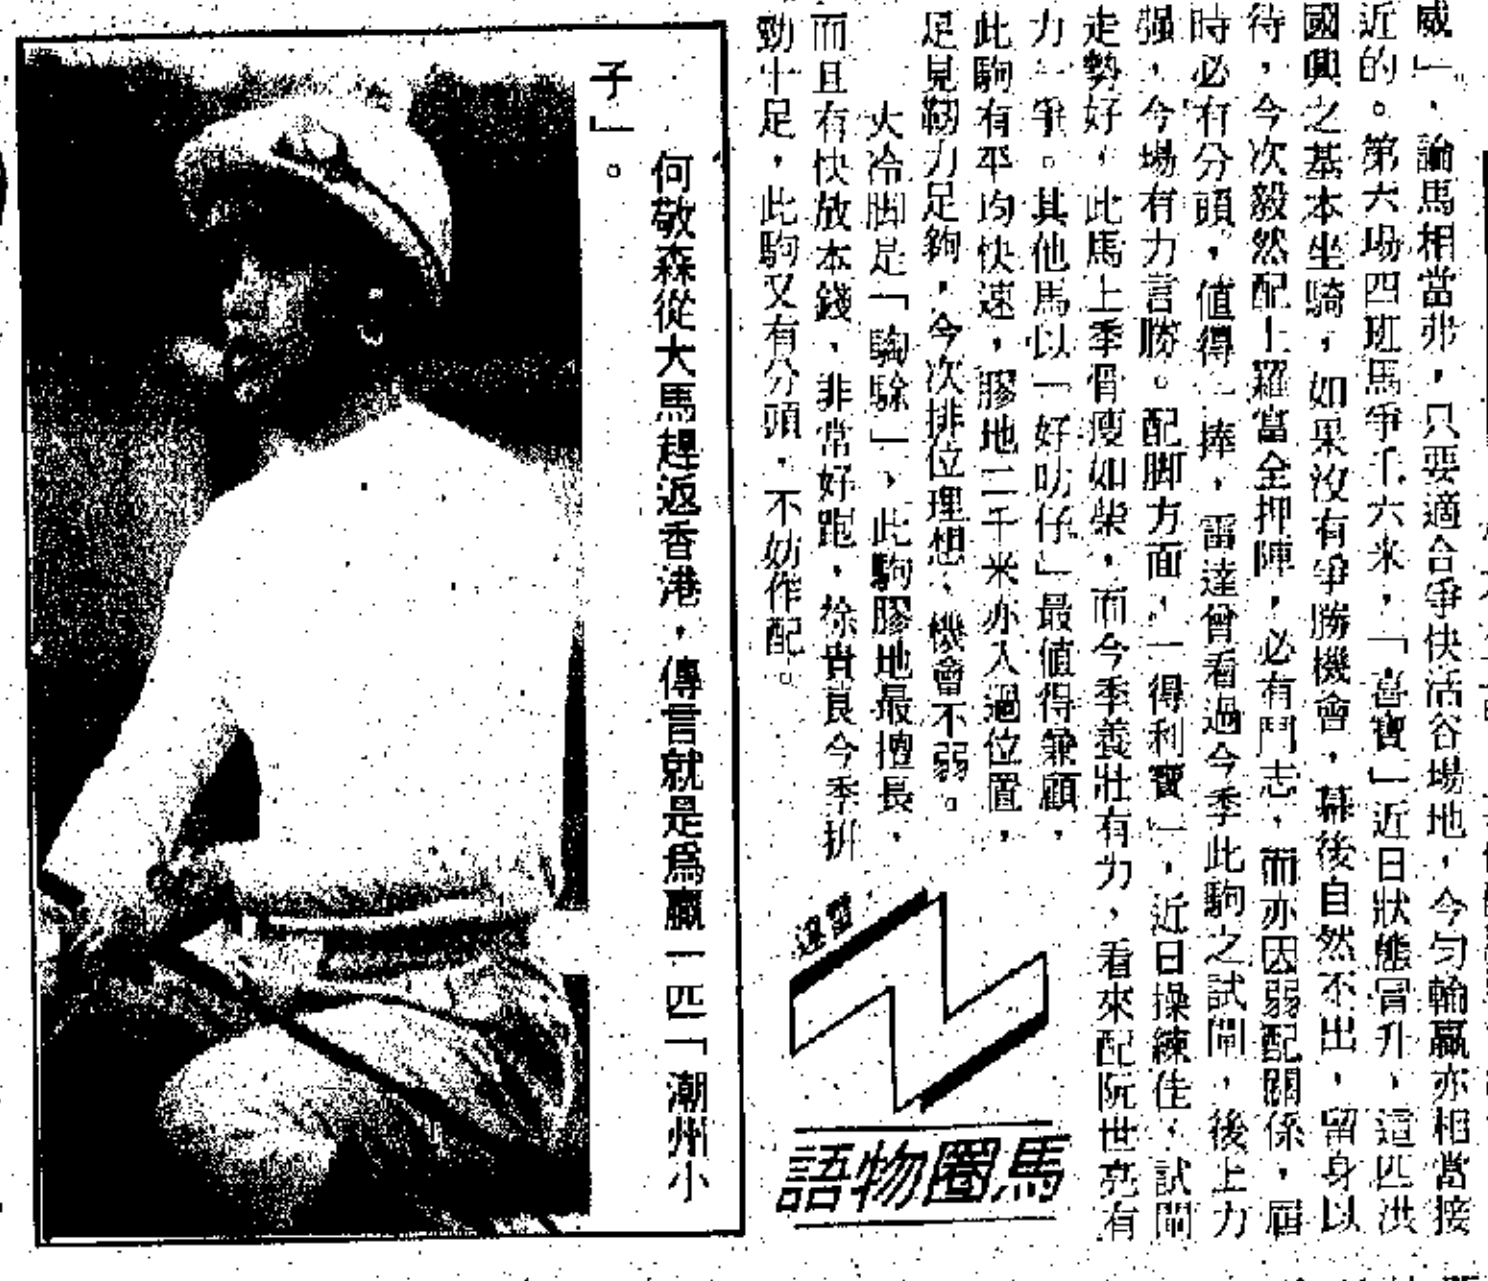 威」，論馬相當弗，只要適合爭快活谷場地，今勻輸贏亦相當接
近的。第六場四班馬爭千六米，「喜寶」近日狀態冒升，這匹洪
國興之基本坐騎，如果沒有爭勝機會，幕後自然不出，留身以
待，今次毅然配上羅富全押陣，必有鬥志，而亦因弱配關係，屆
時必有分頭，值得一捧，雷達曾看過今季此駒之試閘，後上力
强，今場有力言勝。配脚方面，「得利寶」，近日操練佳，試閘
走勢好，此馬上季骨瘦如柴，而今季養壯有力，看來配阮世亮有
力一爭。其他馬以「好叻仔」最值得兼顧，
此駒有平均快速，膠地二千米亦入過位置，
足見韌力足夠，今次排位理想，機會不弱。
火冷脚是「駒駼」，此駒膠地最擅長，
而且有快放本錢，非常好跑，徐貴良今季拚
勁十足，此駒又有分頭，不妨作配。
雷達
馬圈物語
何敬森從大馬趕返香港，傳言就是爲贏一匹「潮州小
子」。